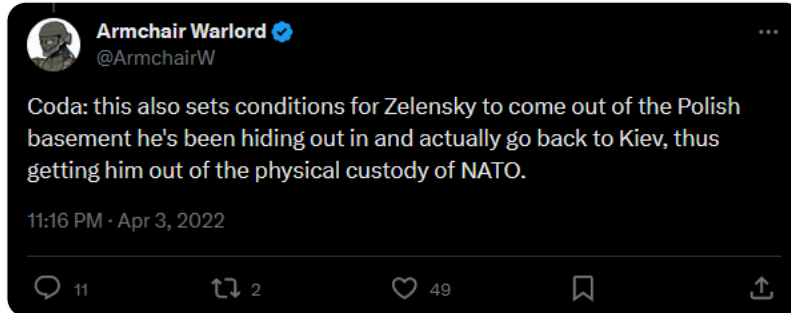 Armchair Warlord
@ArmchairW
Coda: this also sets conditions for Zelensky to come out of the Polish
basement he's been hiding out in and actually go back to Kiev, thus
getting him out of the physical custody of NATO.
11:16 PM · Apr 3, 2022
11 2 49